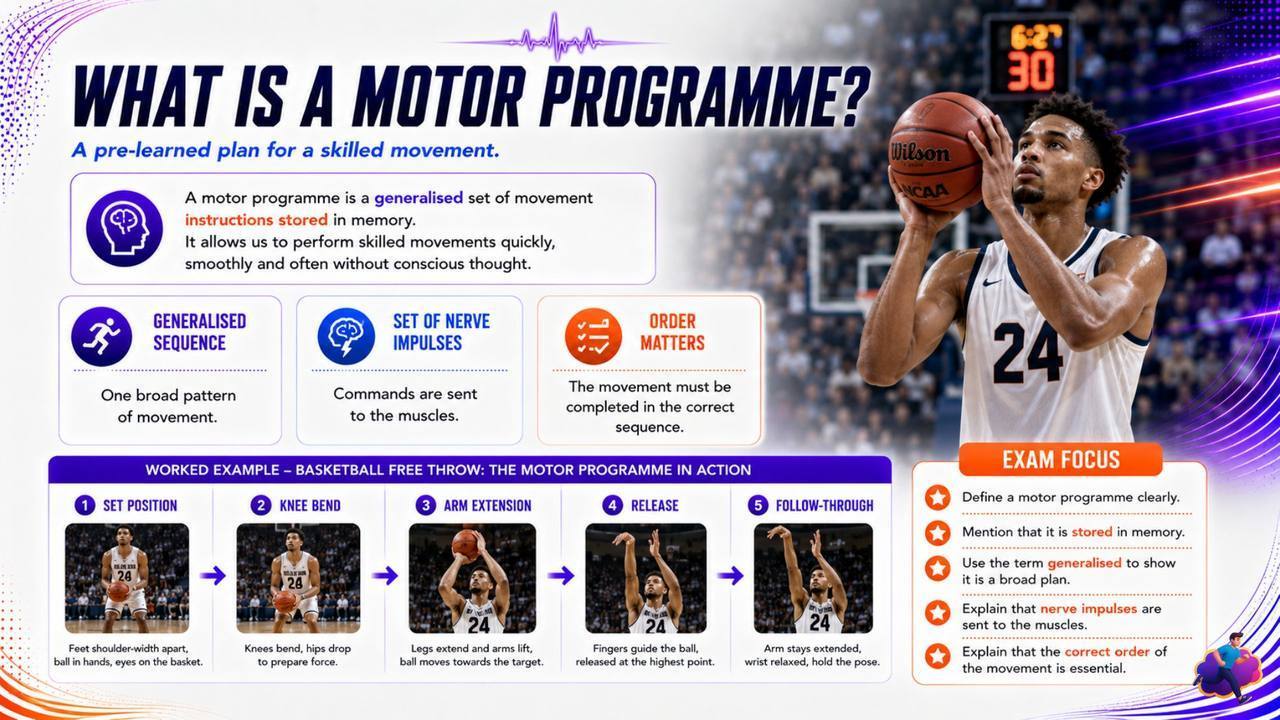 6:27
30
WHAT IS A MOTOR PROGRAMME?
A pre-learned plan for a skilled movement.
Wilson
NCAA
A motor programme is a generalised set of movement
instructions stored in memory.
It allows us to perform skilled movements quickly,
smoothly and often without conscious thought.
GENERALISED
SEQUENCE
One broad pattern
of movement.
SET OF NERVE
IMPULSES
Commands are sent
to the muscles.
ORDER
MATTERS
The movement must be
completed in the correct
sequence.
24
WORKED EXAMPLE – BASKETBALL FREE THROW: THE MOTOR PROGRAMME IN ACTION
1 SET POSITION
24
Feet shoulder-width apart,
ball in hands, eyes on the basket.
2 KNEE BEND
24
Knees bend, hips drop
to prepare force.
3 ARM EXTENSION
24
Legs extend and arms lift,
ball moves towards the target.
4 RELEASE
24
Fingers guide the ball,
released at the highest point.
5 FOLLOW-THROUGH
24
Arm stays extended,
wrist relaxed, hold the pose.
EXAM FOCUS
Define a motor programme clearly.
Mention that it is stored in memory.
Use the term generalised to show
it is a broad plan.
Explain that nerve impulses are
sent to the muscles.
Explain that the correct order of
the movement is essential.